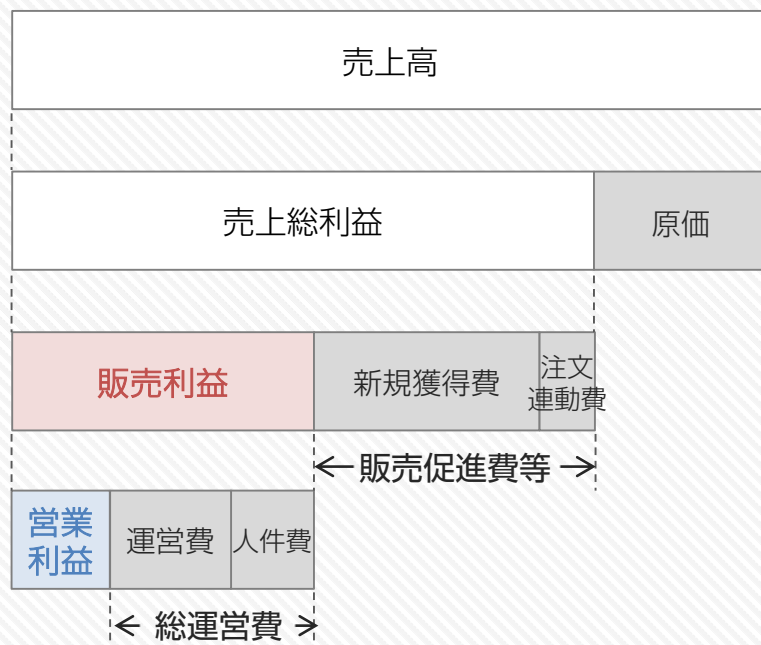 売上高
売上総利益
原価
販売利益
新規獲得費
注文
連動費
販売促進費等
営業
利益
運営費
人件費
総運営費